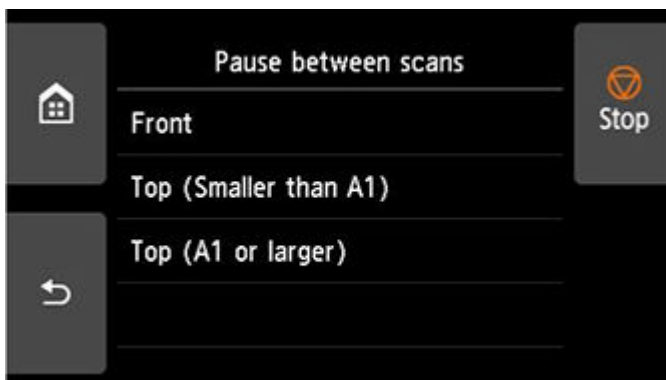 Pause between scans
Front
Stop
Top (Smaller than A1)
Top (A1 or larger)